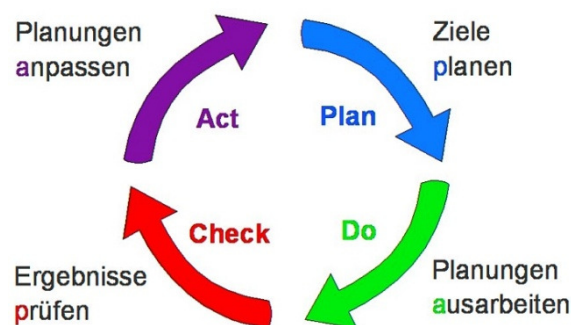 Planungen
anpassen
Act
Ziele
planen
Plan
Do
Planungen
ausarbeiten
Check
Ergebnisse
prüfen